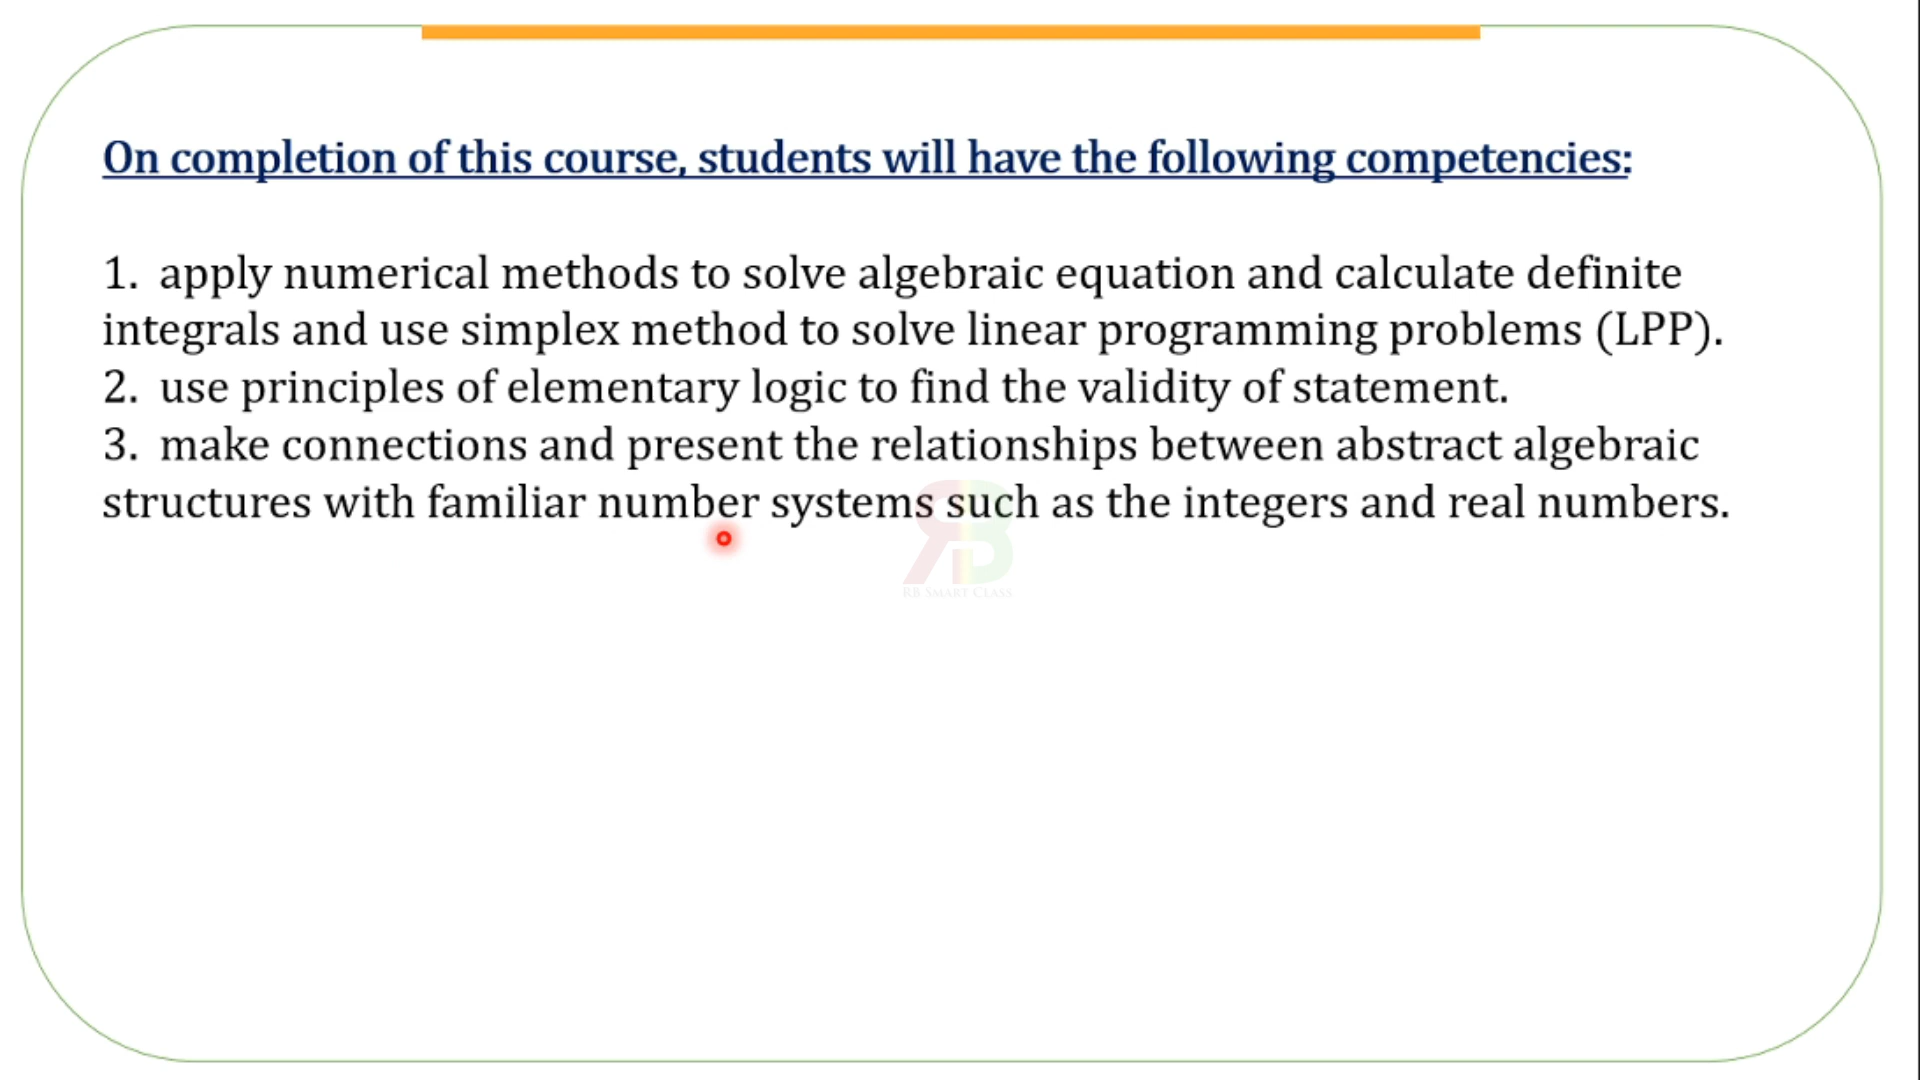 On completion of this course, students will have the following competencies:
1. apply numerical methods to solve algebraic equation and calculate definite
integrals and use simplex method to solve linear programming problems (LPP).
2. use principles of elementary logic to find the validity of statement.
3. make connections and present the relationships between abstract algebraic
structures with familiar number systems such as the integers and real numbers.
RB SMART CLASS